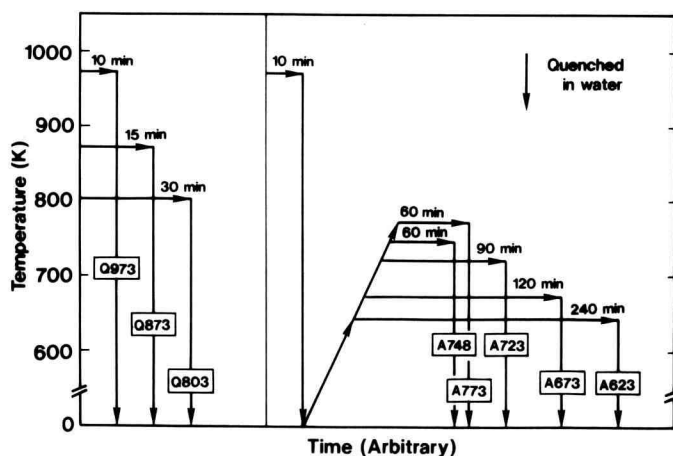 1000
900
800
700
600
0
Temperature (K)
10 min
15 min
30 min
Q973
Q873
Q803
10 min
Quenched
in water
60 min
60 min
90 min
120 min
240 min
A748
A723
A773
A673
A623
Time (Arbitrary)